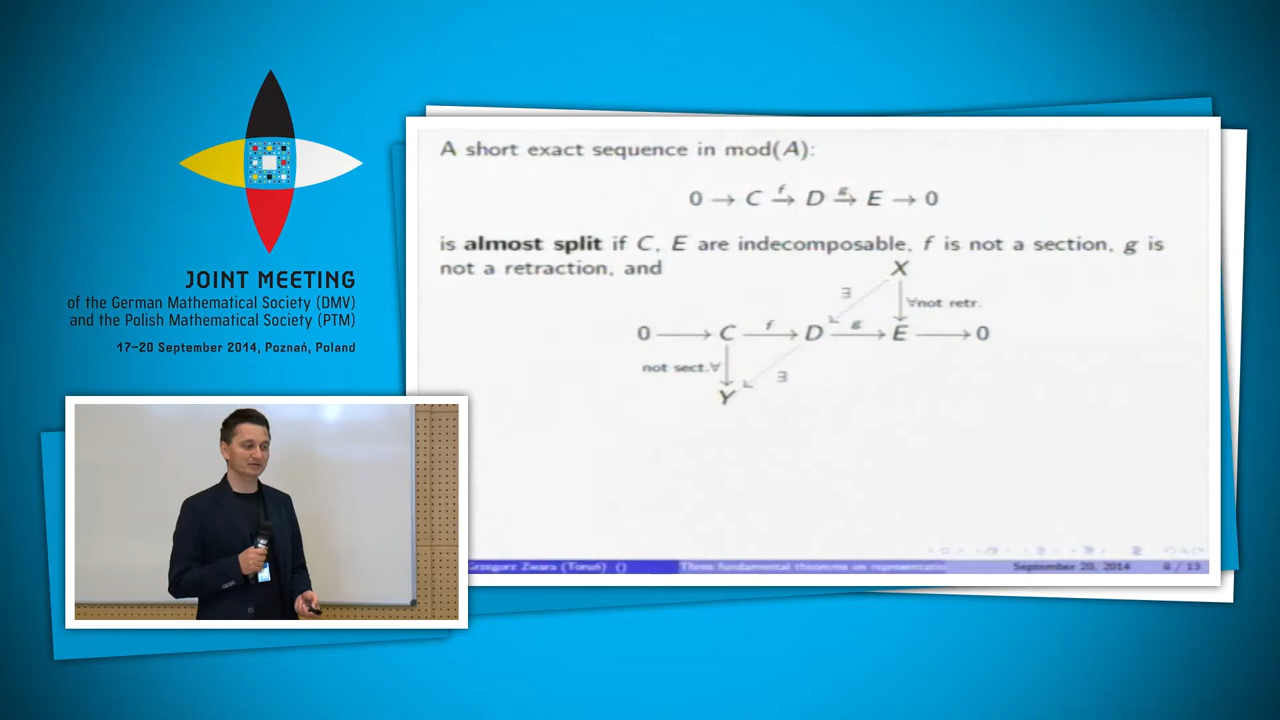 JOINT MEETING
of the German Mathematical Society (DMV)
and the Polish Mathematical Society (PTM)
17–20 September 2014, Poznań, Poland
A short exact sequence in mod(A):
0 → C →f D →g E → 0
is almost split if C, E are indecomposable, f is not a section, g is
not a retraction, and
X
∃
∀not retr.
0 → C →f D →g E → 0
not sect.∀
∃
Y
Grzegorz Zwara (Toruń) ()
Three fundamental theorems on representatio
September 20, 2014
8 / 13